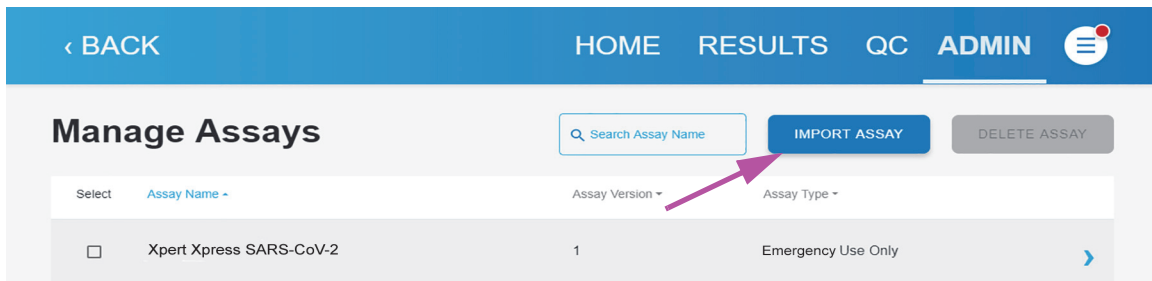 ‹ BACK HOME RESULTS QC ADMIN
Manage Assays Search Assay Name IMPORT ASSAY DELETE ASSAY
Select Assay Name Assay Version Assay Type
Xpert Xpress SARS-CoV-2 1 Emergency Use Only